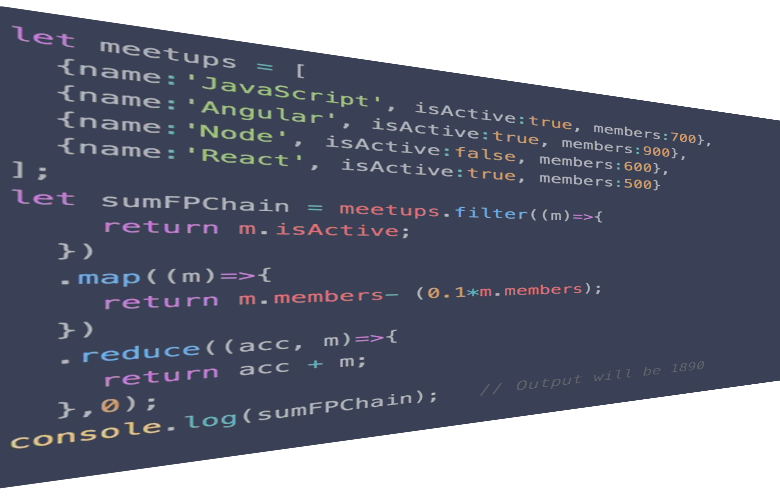 let meetups = [
{name:'JavaScript', isActive:true, members:700},
{name:'Angular', isActive:true, members:900},
{name:'Node', isActive:false, members:600},
{name:'React', isActive:true, members:500}
];
let sumFPChain = meetups.filter((m)=>{
return m.isActive;
})
.map((m)=>{
return m.members- (0.1*m.members);
})
.reduce((acc, m)=>{
return acc + m;
},0);
console.log(sumFPChain); // Output will be 1890